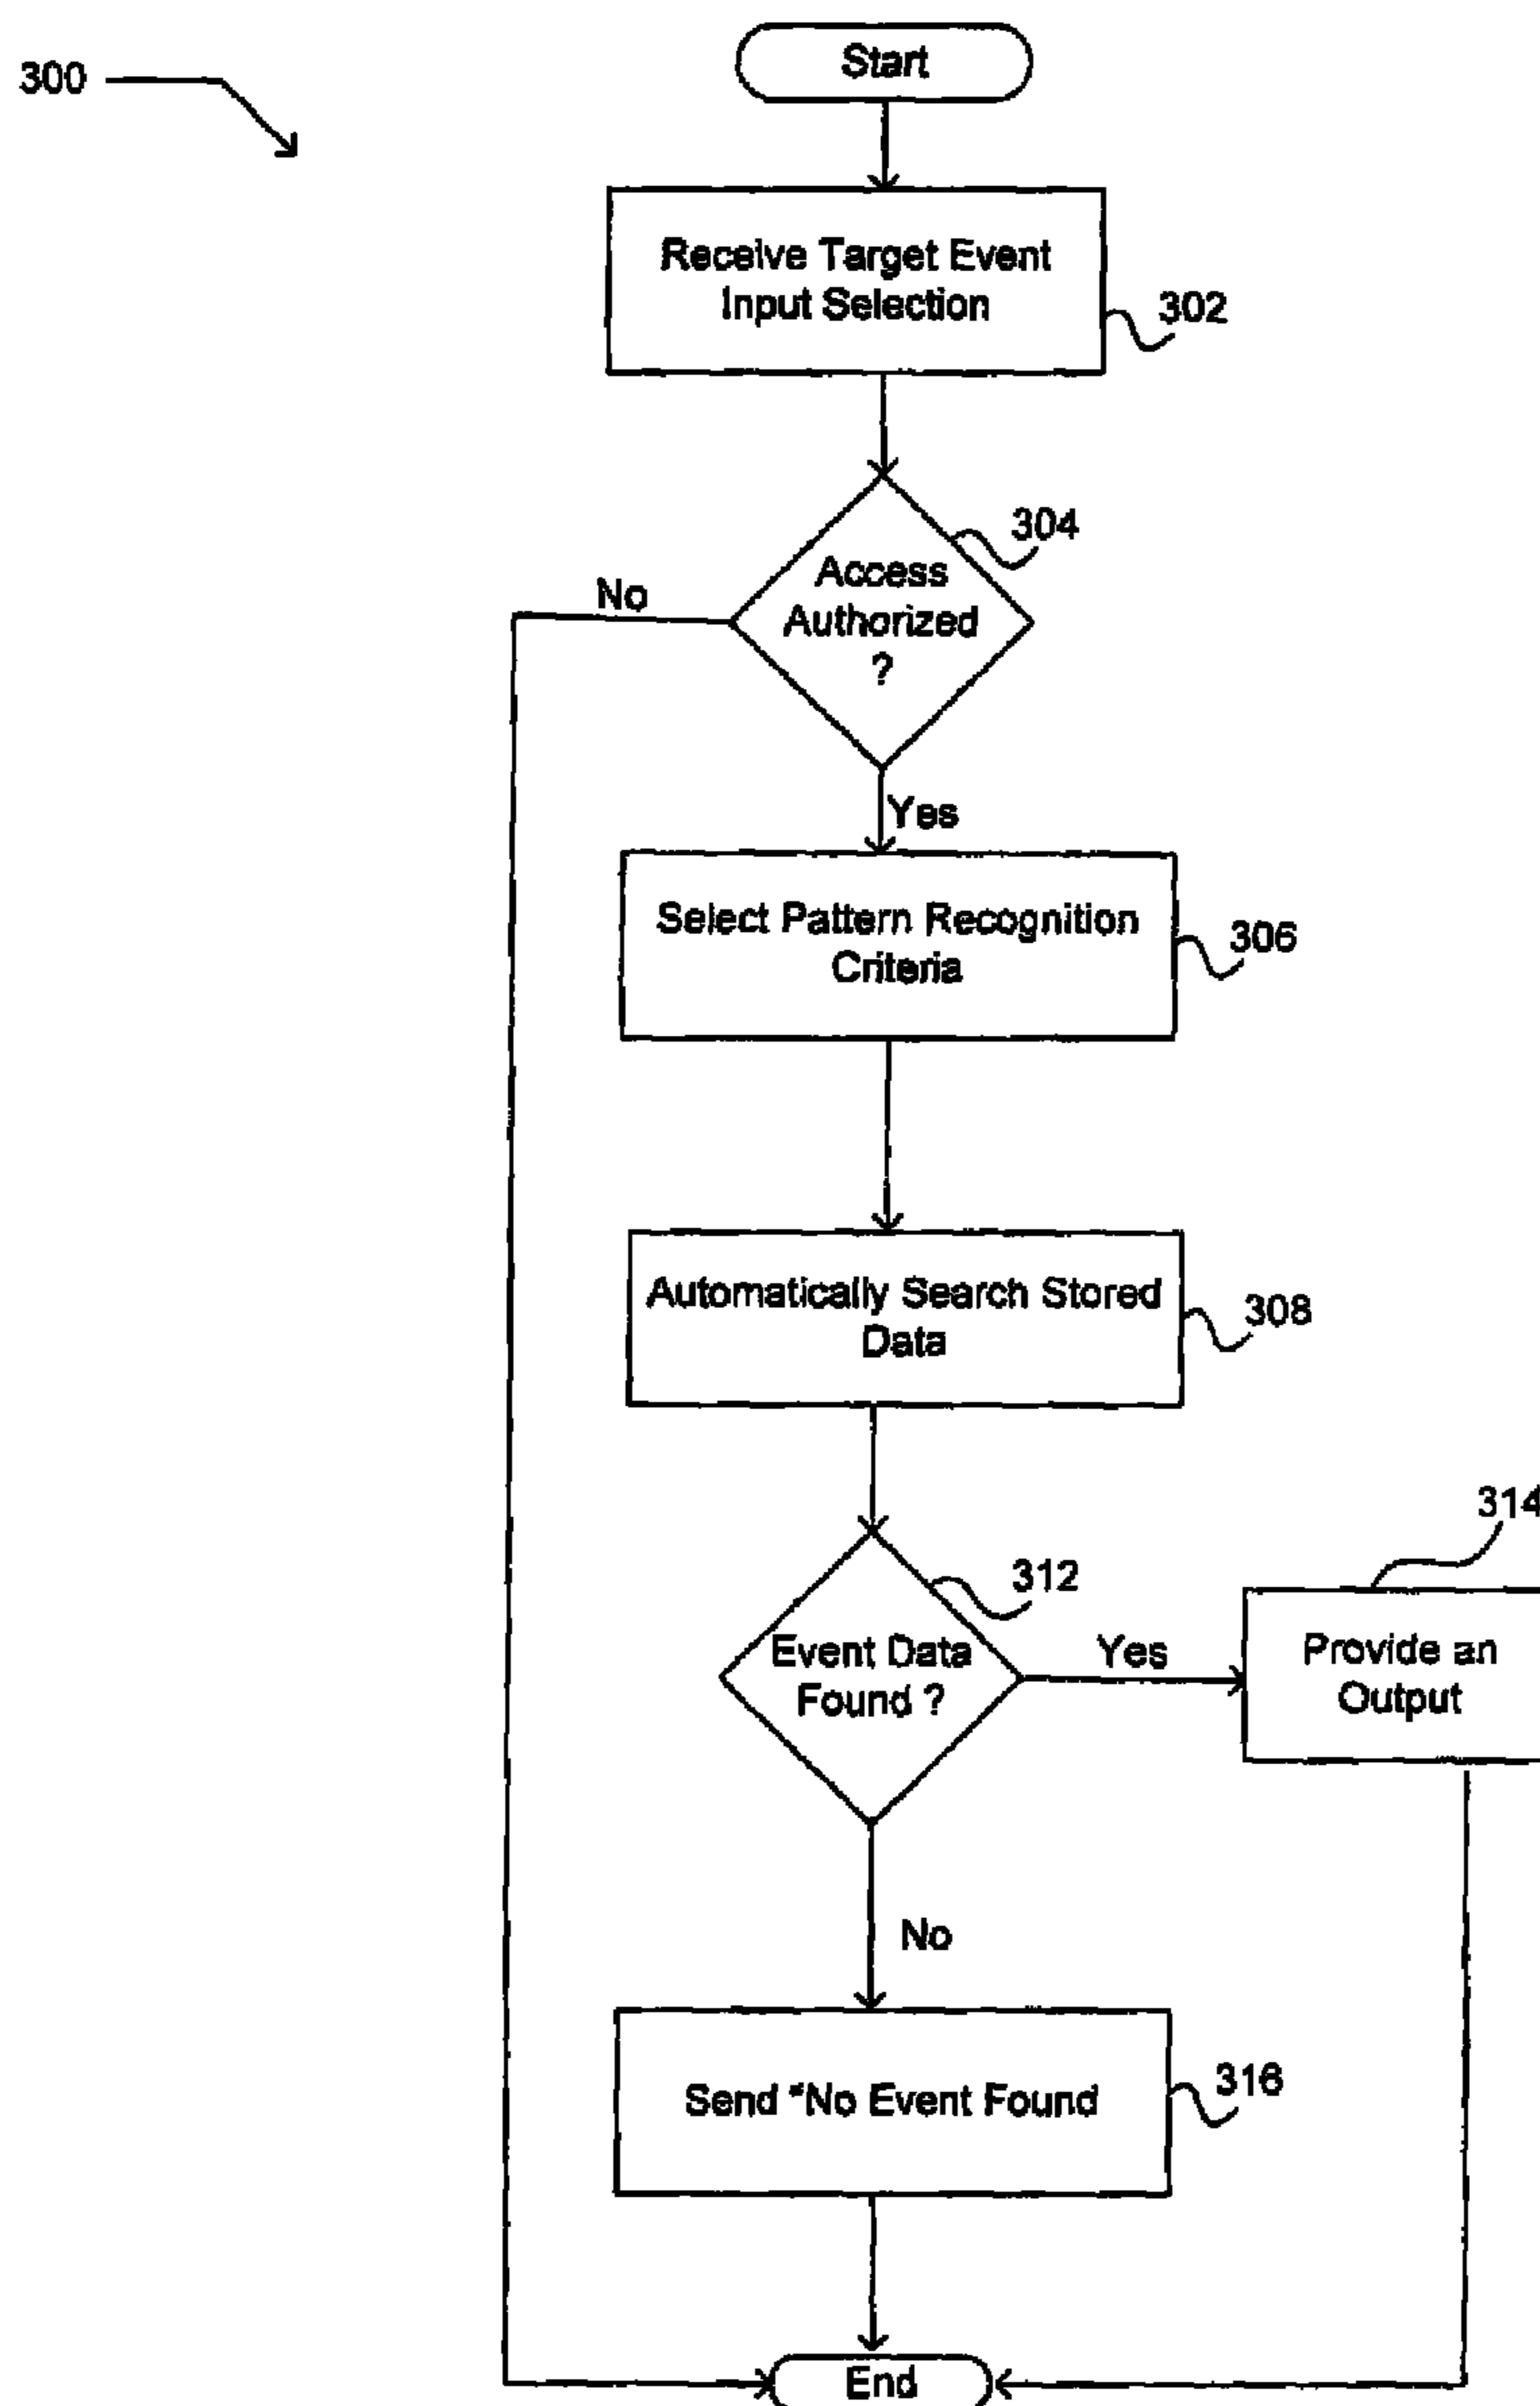 300
Start
Receive Target Event
Input Selection
302
304
Access
Authorized
?
No
Yes
Select Pattern Recognition
Criteria
306
Automatically Search Stored
Data
308
312
Event Data
Found ?
Yes
314
Provide an
Output
No
Send "No Event Found
316
End